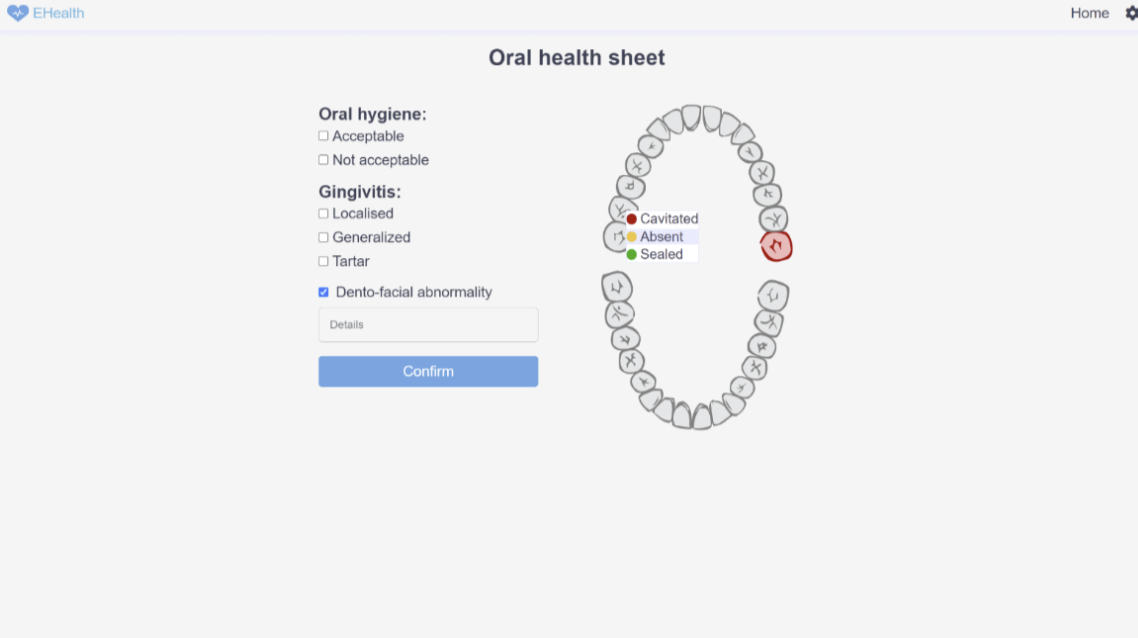 EHealth
Home
Oral health sheet
Oral hygiene:
Acceptable
Not acceptable
Gingivitis:
Localised
Generalized
Tartar
Dento-facial abnormality
Details
Confirm
Cavitated
Absent
Sealed